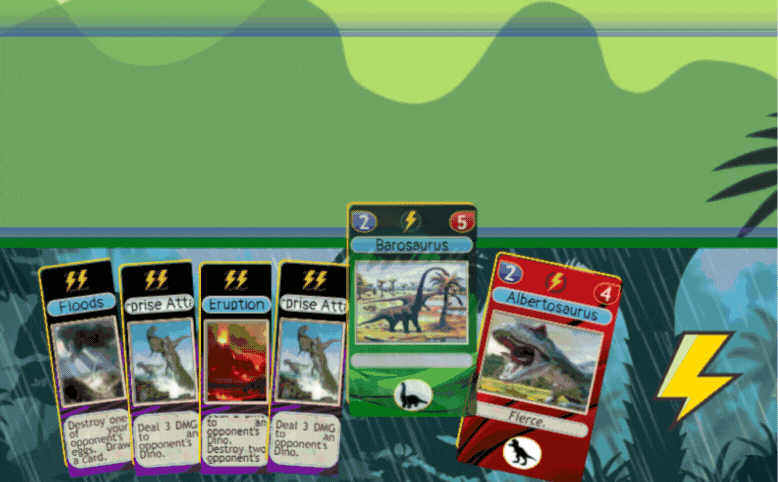 2
5
Barosaurus
2
4
Albertosaurus
Fierce.
Floods
Destroy one
of your
opponent's
eggs. Draw
a card.
prise Att
Deal 3 DMG
to an
opponent's
Dino.
Eruption
to an
opponent's
Dino.
Destroy two
opponent's
prise Att
Deal 3 DMG
to an
opponent's
Dino.